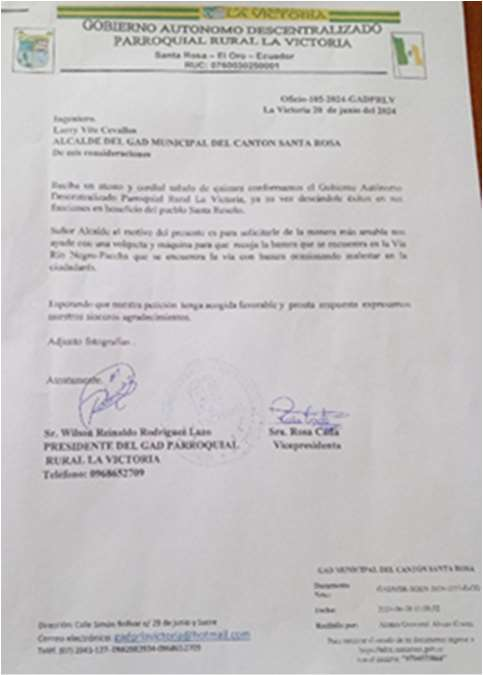 LA VICTORIA
GOBIERNO AUTONOMO DESCENTRALIZADO
PARROQUIAL RURAL LA VICTORIA
Santa Rosa – El Oro – Ecuador
RUC: 0760030250001
Oficio-105-2024-GADPRLV
La Victoria 20 de junio del 2024
Ingeniero.
Larry Vite Cevallos
ALCALDE DEL GAD MUNICIPAL DEL CANTON SANTA ROSA
De mis consideraciones
Reciba un atento y cordial saludo de quienes conformamos el Gobierno Autónomo
Descentralizado Parroquial Rural La Victoria, ya su vez deseándole éxitos en sus
funciones en beneficio del pueblo Santa Roseño.
Señor Alcalde el motivo del presente es para solicitarle de la manera más amable nos
ayude con una volqueta y máquina para que recoja la basura que se encuentra en la Vía
Rio Negro-Paccha que se encuentra la vía con basura ocasionando malestar en la
ciudadanía.
Esperando que nuestra petición tenga acogida favorable y pronta respuesta expresamos
nuestros sinceros agradecimientos.
Adjunto fotografías
Atentamente.
Sr. Wilson Reinaldo Rodríguez Lazo
PRESIDENTE DEL GAD PARROQUIAL
RURAL LA VICTORIA
Teléfono: 0968652709
Sra. Rosa
Vicepresidenta
GAD MUNICIPAL DEL CANTON SANTA ROSA
Documento
Fecha:
Recibido por:
Dirección: Calle Simón Bolívar s/ 29 de junio y Sucre
Correo electrónico: gadprlavictoria@hotmail.com